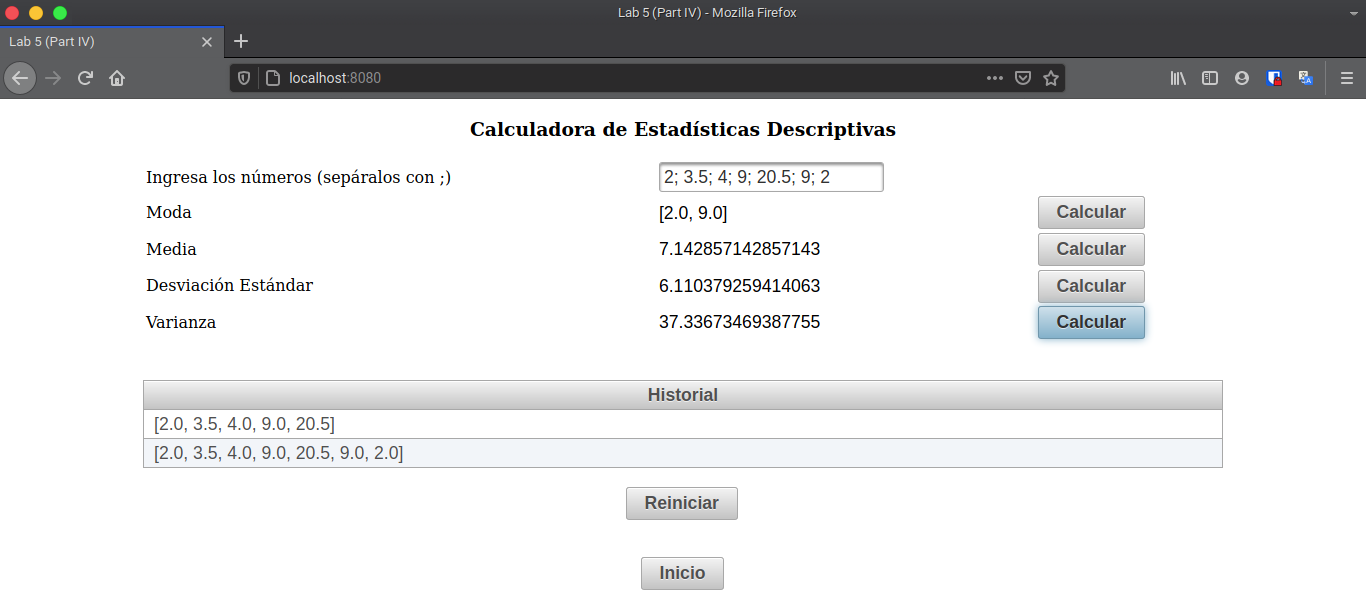 Lab 5 (Part IV) - Mozilla Firefox
Lab 5 (Part IV)
localhost:8080
Calculadora de Estadísticas Descriptivas
Ingresa los números (sepáralos con ;) 2; 3.5; 4; 9; 20.5; 9; 2
Moda [2.0, 9.0] Calcular
Media 7.142857142857143 Calcular
Desviación Estándar 6.110379259414063 Calcular
Varianza 37.33673469387755 Calcular
Historial
[2.0, 3.5, 4.0, 9.0, 20.5]
[2.0, 3.5, 4.0, 9.0, 20.5, 9.0, 2.0]
Reiniciar
Inicio